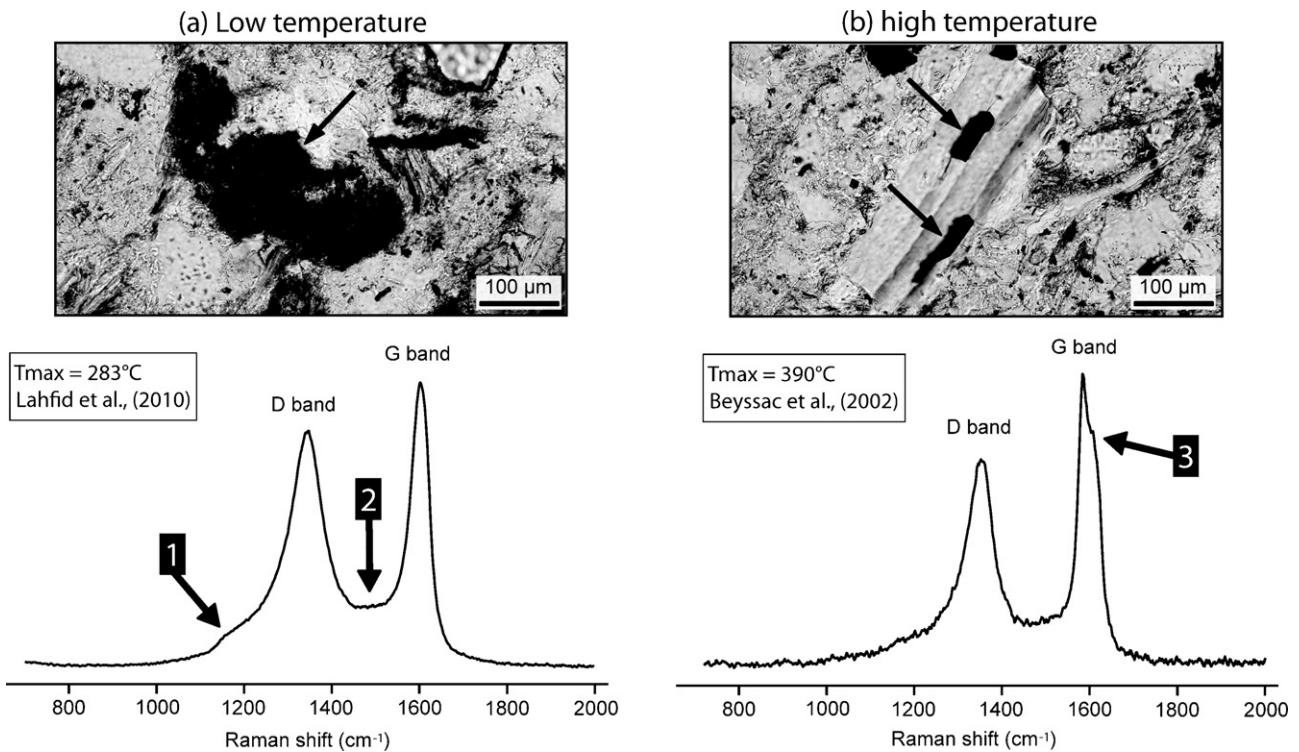 (a) Low temperature
100 µm
Tmax = 283°C
Lahfid et al., (2010)
D band
G band
1
2
800 1000 1200 1400 1600 1800 2000
Raman shift (cm⁻¹)
(b) high temperature
100 µm
Tmax = 390°C
Beyssac et al., (2002)
D band
G band
3
800 1000 1200 1400 1600 1800 2000
Raman shift (cm⁻¹)